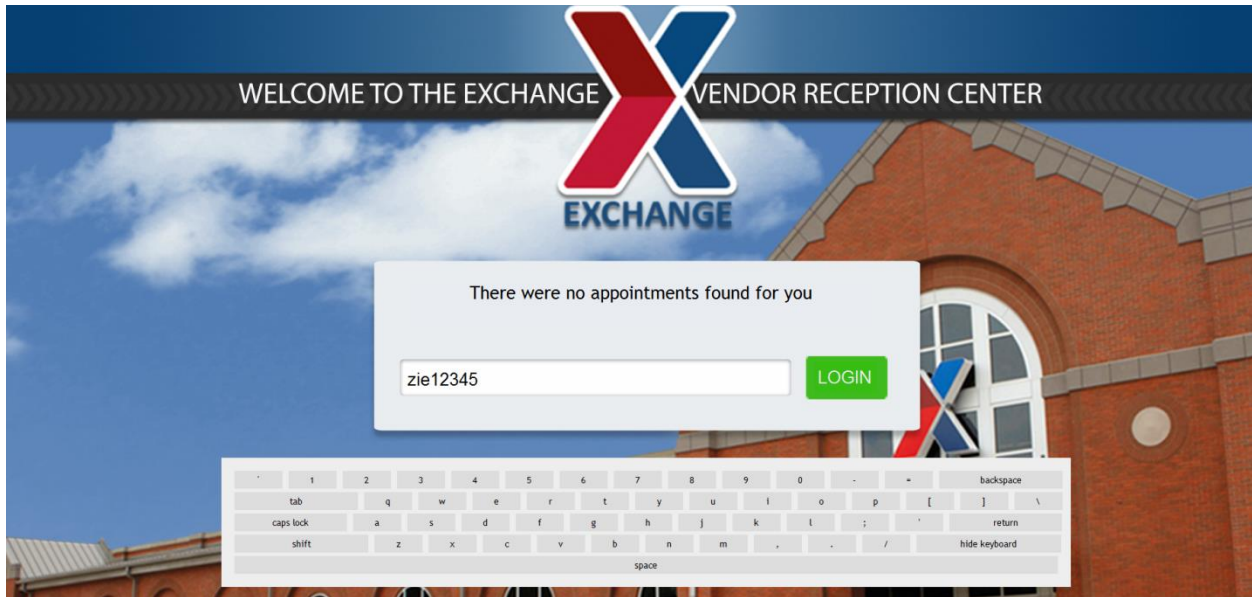 WELCOME TO THE EXCHANGE VENDOR RECEPTION CENTER
EXCHANGE
There were no appointments found for you
zie12345 LOGIN
` 1 2 3 4 5 6 7 8 9 0 - = backspace
tab q w e r t y u i o p [ ] \
caps lock a s d f g h j k l ; ' return
shift z x c v b n m , . / hide keyboard
space